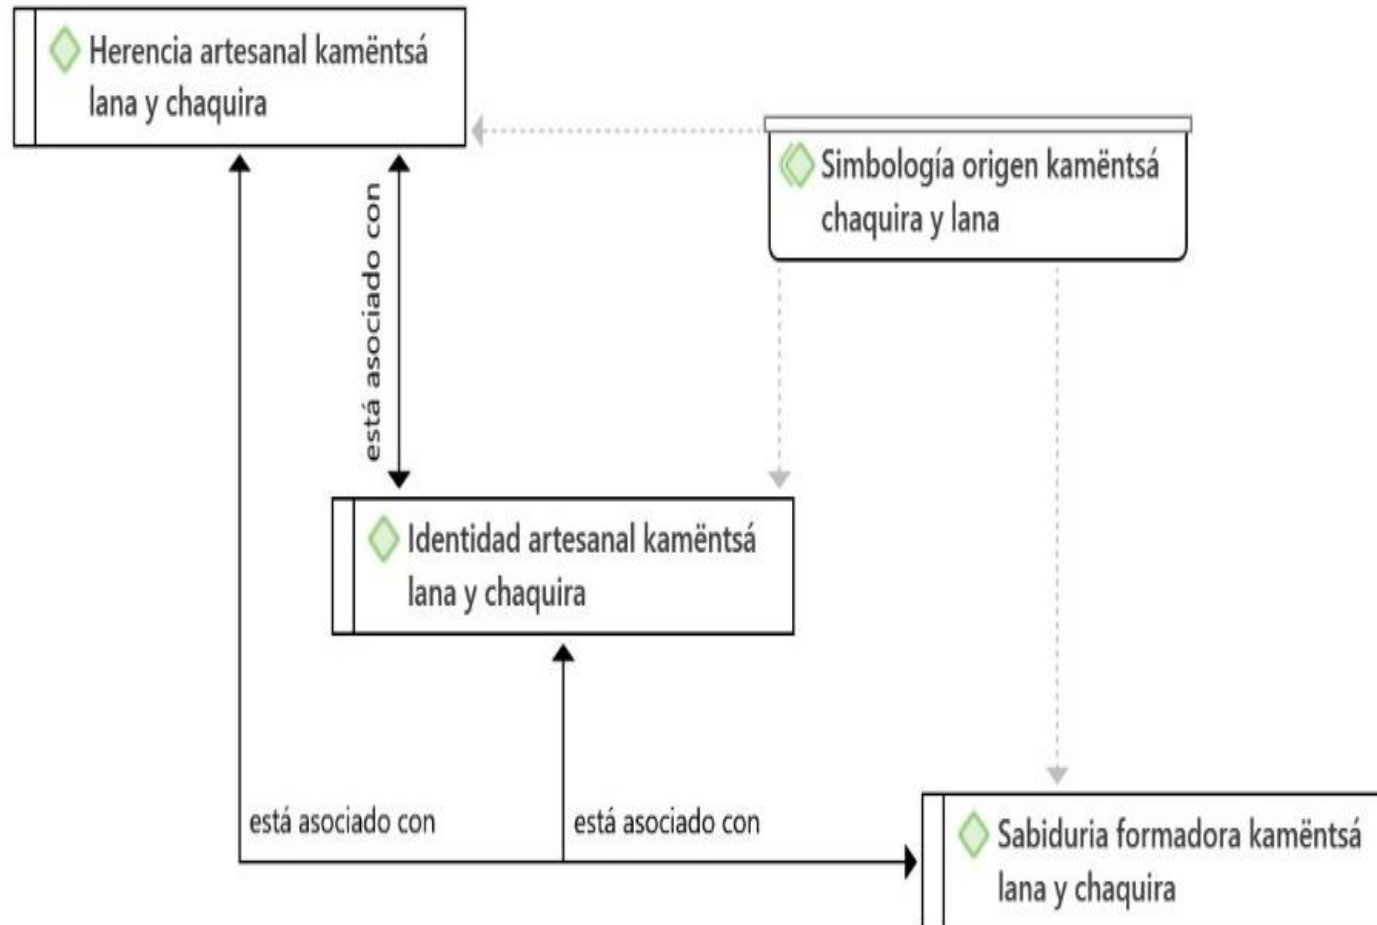 Herencia artesanal kamëntsá
lana y chaquira
Simbología origen kamëntsá
chaquira y lana
está asociado con
Identidad artesanal kamëntsá
lana y chaquira
está asociado con
está asociado con
Sabiduria formadora kamëntsá
lana y chaquira